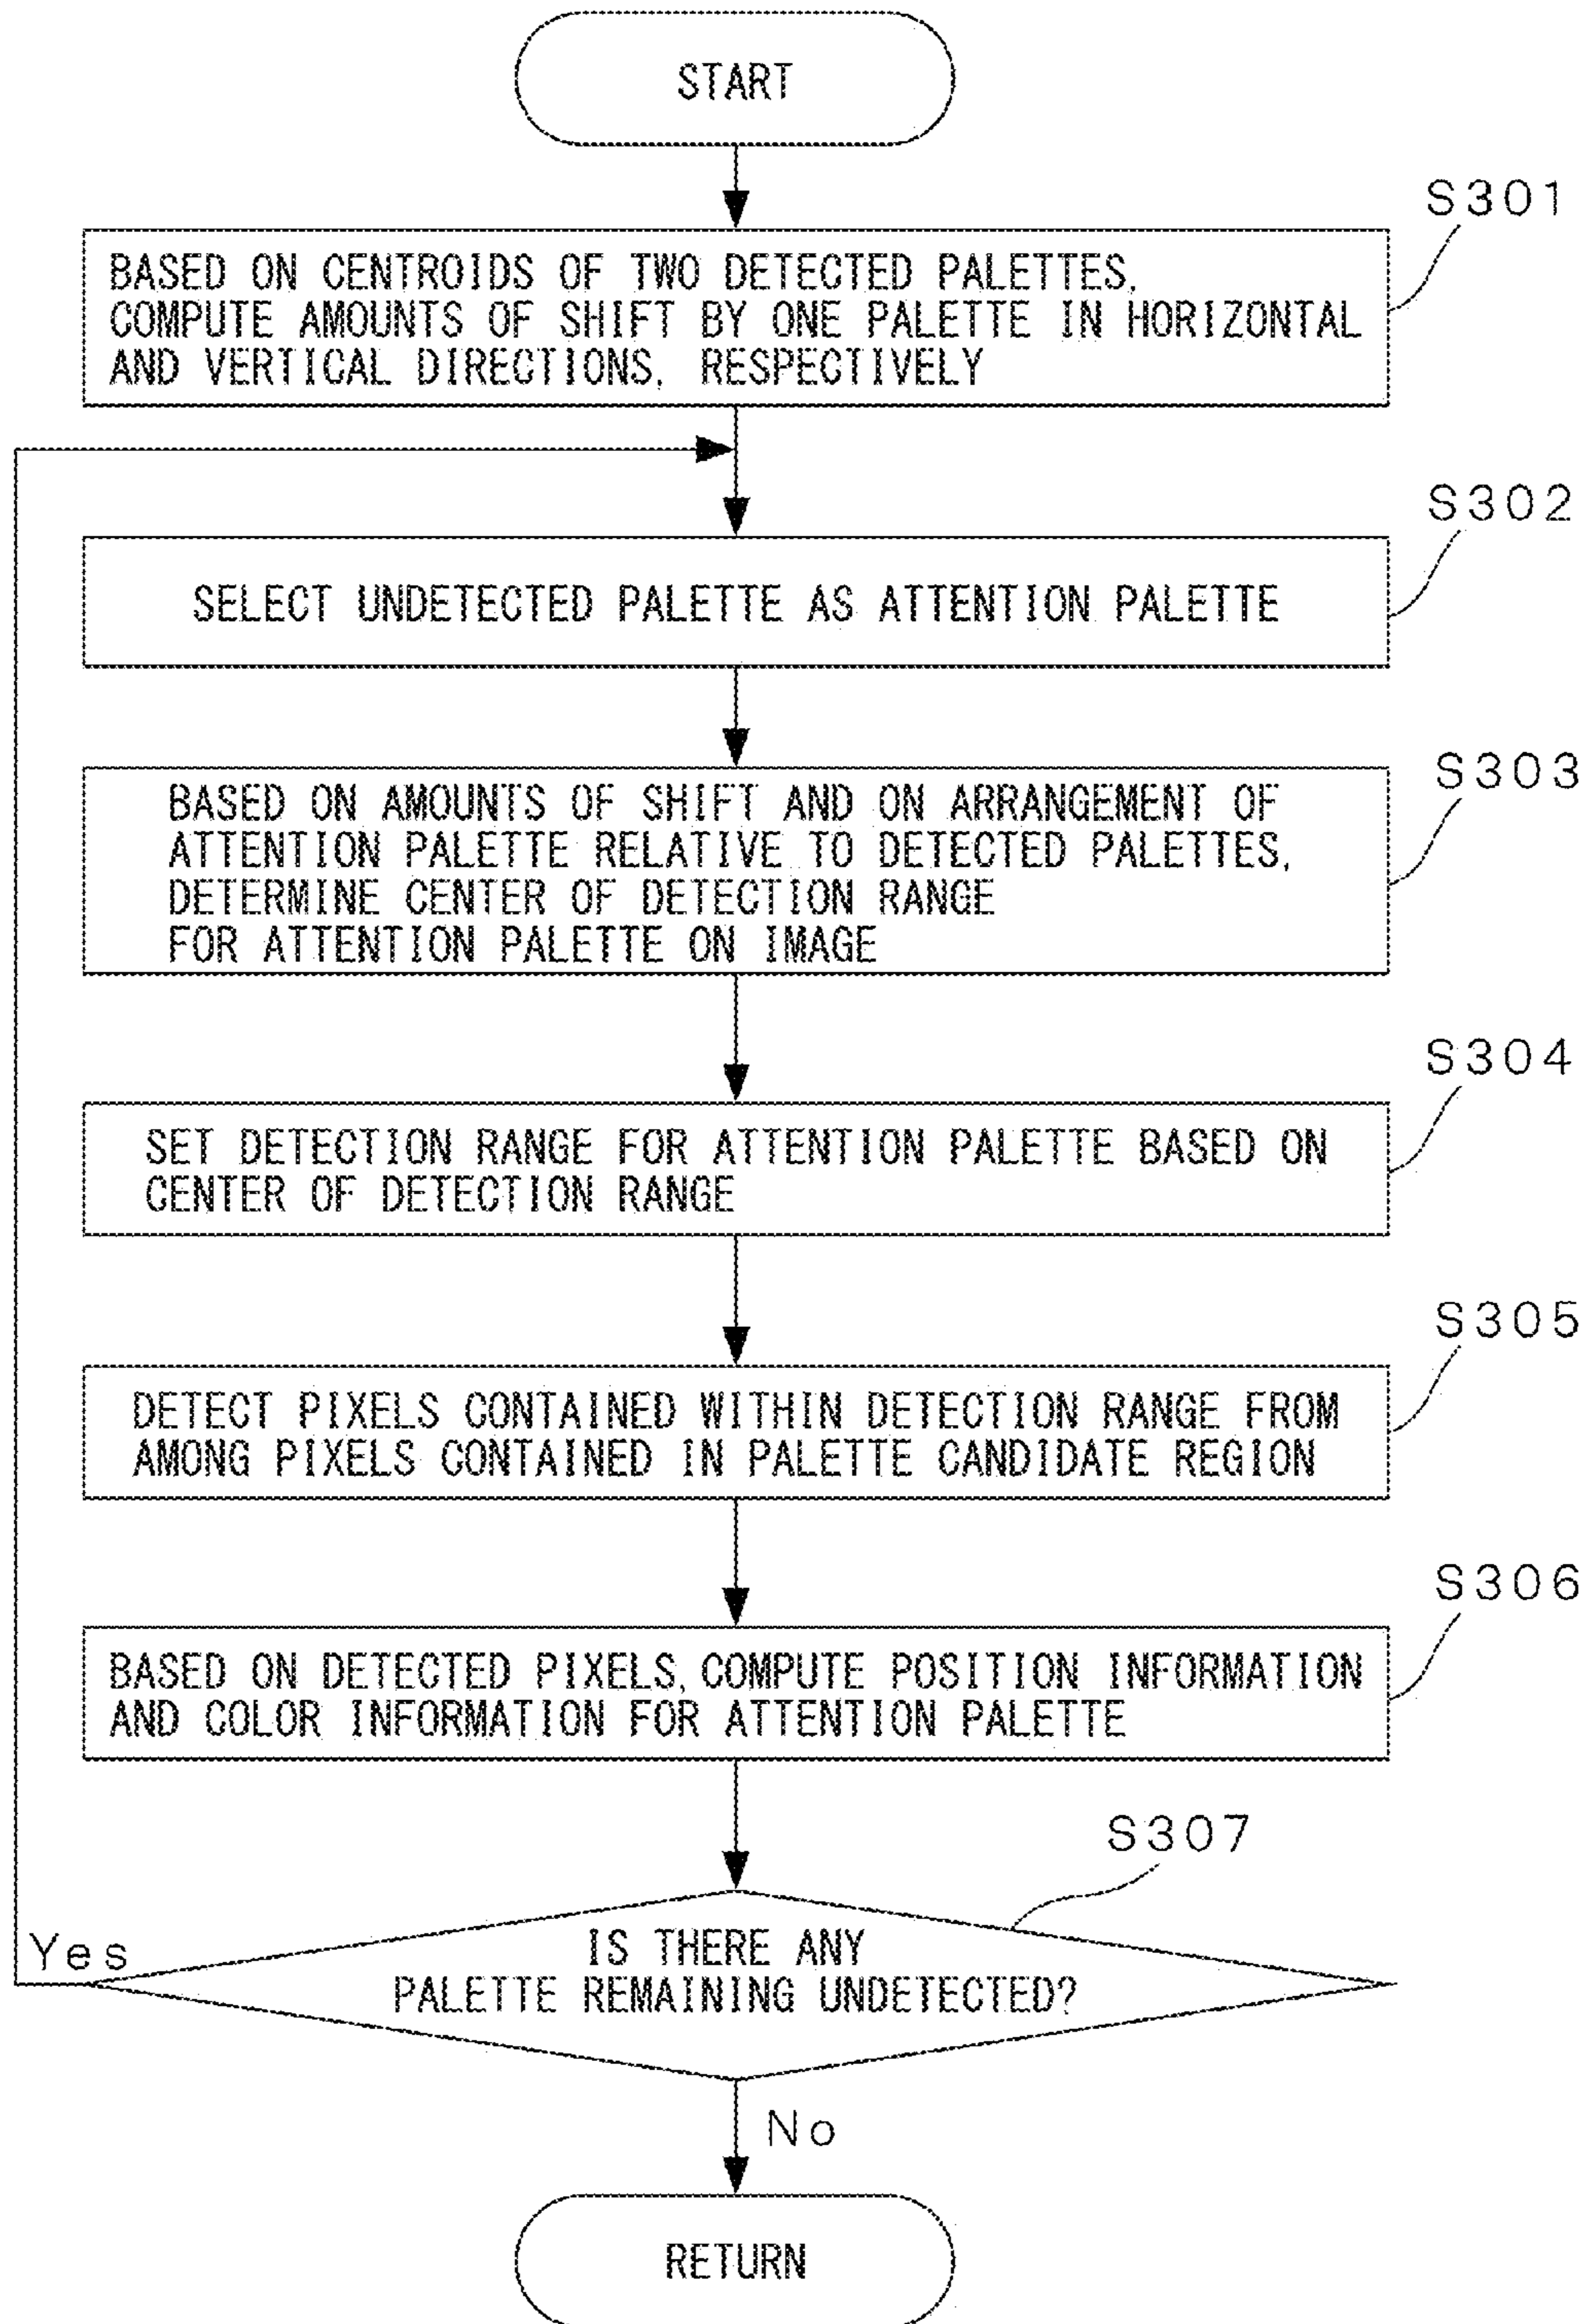 START
S301
BASED ON CENTROIDS OF TWO DETECTED PALETTES,
COMPUTE AMOUNTS OF SHIFT BY ONE PALETTE IN HORIZONTAL
AND VERTICAL DIRECTIONS, RESPECTIVELY
S302
SELECT UNDETECTED PALETTE AS ATTENTION PALETTE
S303
BASED ON AMOUNTS OF SHIFT AND ON ARRANGEMENT OF
ATTENTION PALETTE RELATIVE TO DETECTED PALETTES,
DETERMINE CENTER OF DETECTION RANGE
FOR ATTENTION PALETTE ON IMAGE
S304
SET DETECTION RANGE FOR ATTENTION PALETTE BASED ON
CENTER OF DETECTION RANGE
S305
DETECT PIXELS CONTAINED WITHIN DETECTION RANGE FROM
AMONG PIXELS CONTAINED IN PALETTE CANDIDATE REGION
S306
BASED ON DETECTED PIXELS, COMPUTE POSITION INFORMATION
AND COLOR INFORMATION FOR ATTENTION PALETTE
S307
IS THERE ANY
PALETTE REMAINING UNDETECTED?
Yes
No
RETURN